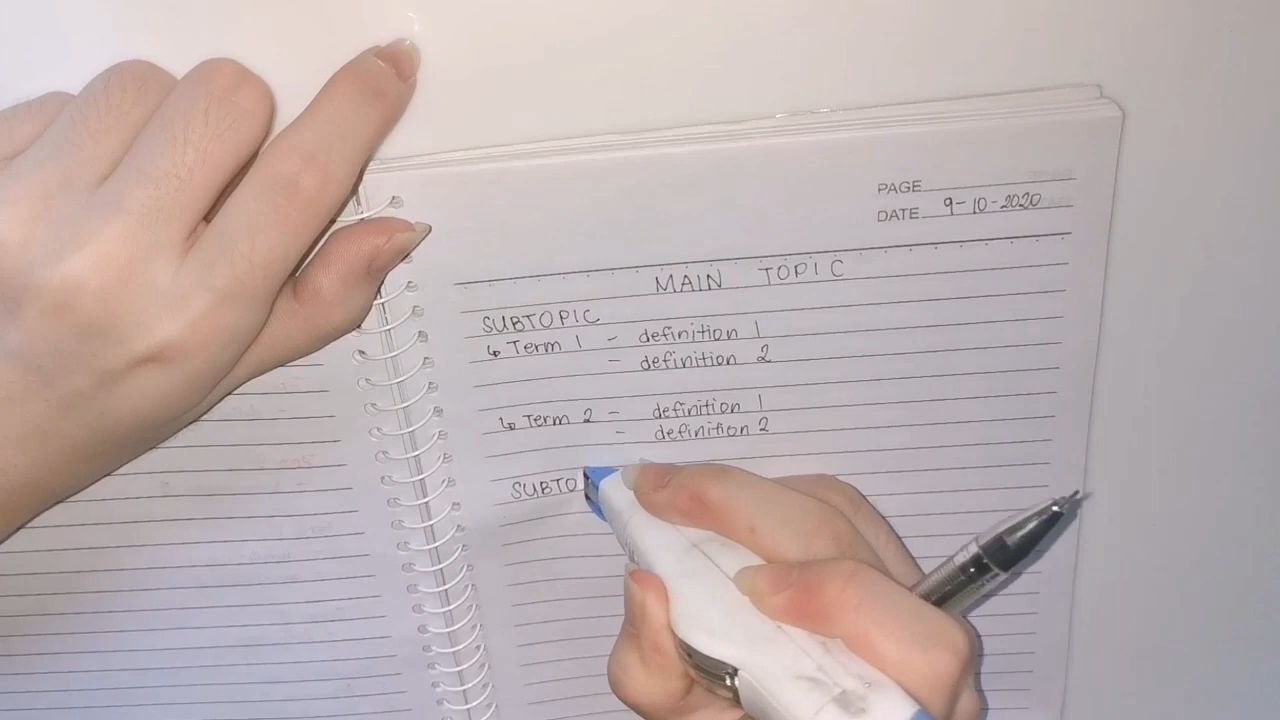 PAGE
DATE 9-10-2020
MAIN TOPIC
SUBTOPIC
↳ Term 1 - definition 1
- definition 2
↳ Term 2 - definition 1
- definition 2
SUBTO